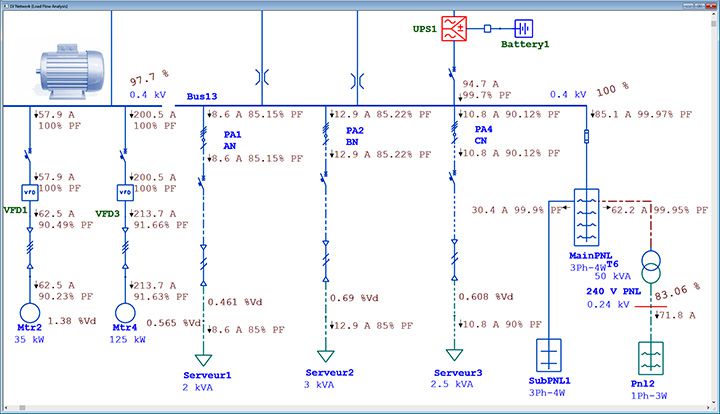 OV Network (Load Flow Analysis)
UPS1
Battery1
97.7 %
0.4 kV
Bus13
94.7 A
99.7% PF
0.4 kV
100 %
57.9 A
100% PF
200.5 A
100% PF
8.6 A 85.15% PF
12.9 A 85.22% PF
10.8 A 90.12% PF
85.1 A 99.97% PF
PA1
AN
PA2
BN
PA4
CN
8.6 A 85.15% PF
12.9 A 85.22% PF
10.8 A 90.12% PF
57.9 A
100% PF
200.5 A
100% PF
VFD
VFD
VFD1
VFD3
62.5 A
90.49% PF
213.7 A
91.66% PF
30.4 A 99.9% PF
62.2 A 99.95% PF
MainPNL
3Ph-4W
T6
50 kVA
240 V PNL
0.24 kV
83.06 %
71.8 A
62.5 A
90.23% PF
213.7 A
91.63% PF
0.461 %Vd
0.69 %Vd
0.608 %Vd
Mtr2
35 kW
1.38 %Vd
Mtr4
125 kW
0.565 %Vd
8.6 A 85% PF
12.9 A 85% PF
10.8 A 90% PF
Serveur1
2 kVA
Serveur2
3 kVA
Serveur3
2.5 kVA
SubPNL1
3Ph-4W
Pnl2
1Ph-3W